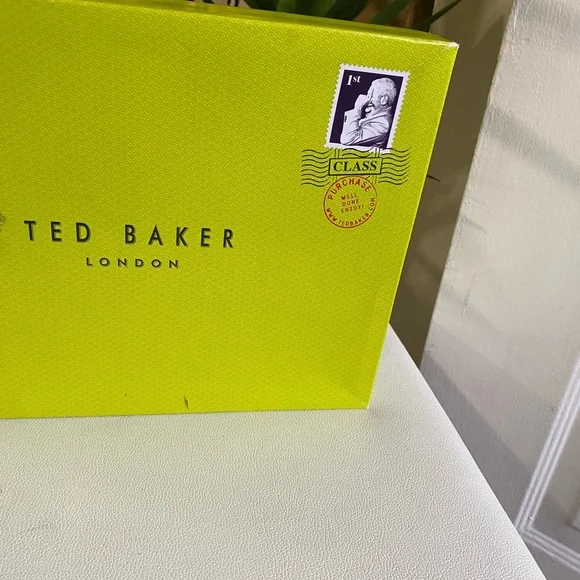 1st
CLASS
PURCHASE
WELL
DONE
ENJOY!
WWW.TEDBAKER.COM
TED BAKER
LONDON